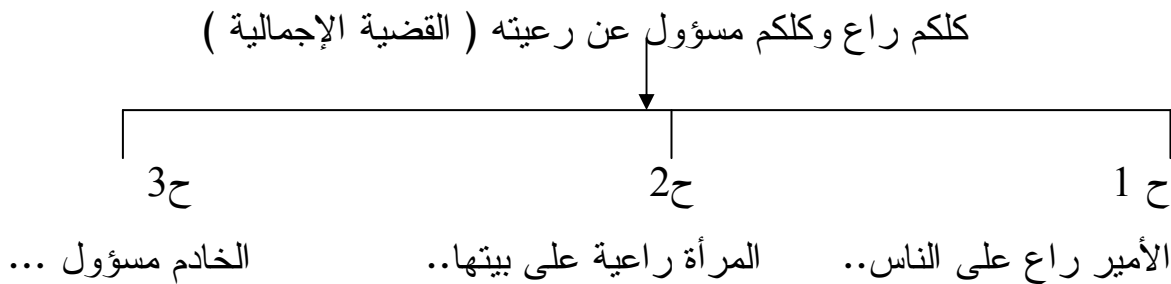 كلكم راع وكلكم مسؤول عن رعيته ( القضية الإجمالية )
ح 1 ح2 ح3
الأمير راع على الناس.. المرأة راعية على بيتها.. الخادم مسؤول ...